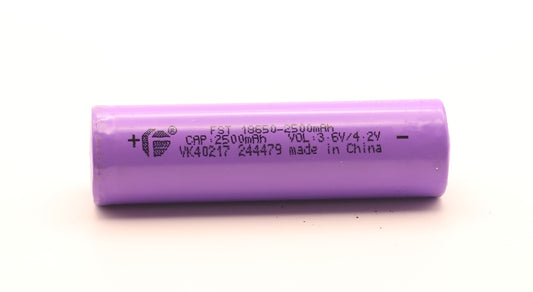 FST 18650-2500mAh
+ ® CAP:2500mAh VOL:3.6V/4.2V -
VK40217 244479 made in China